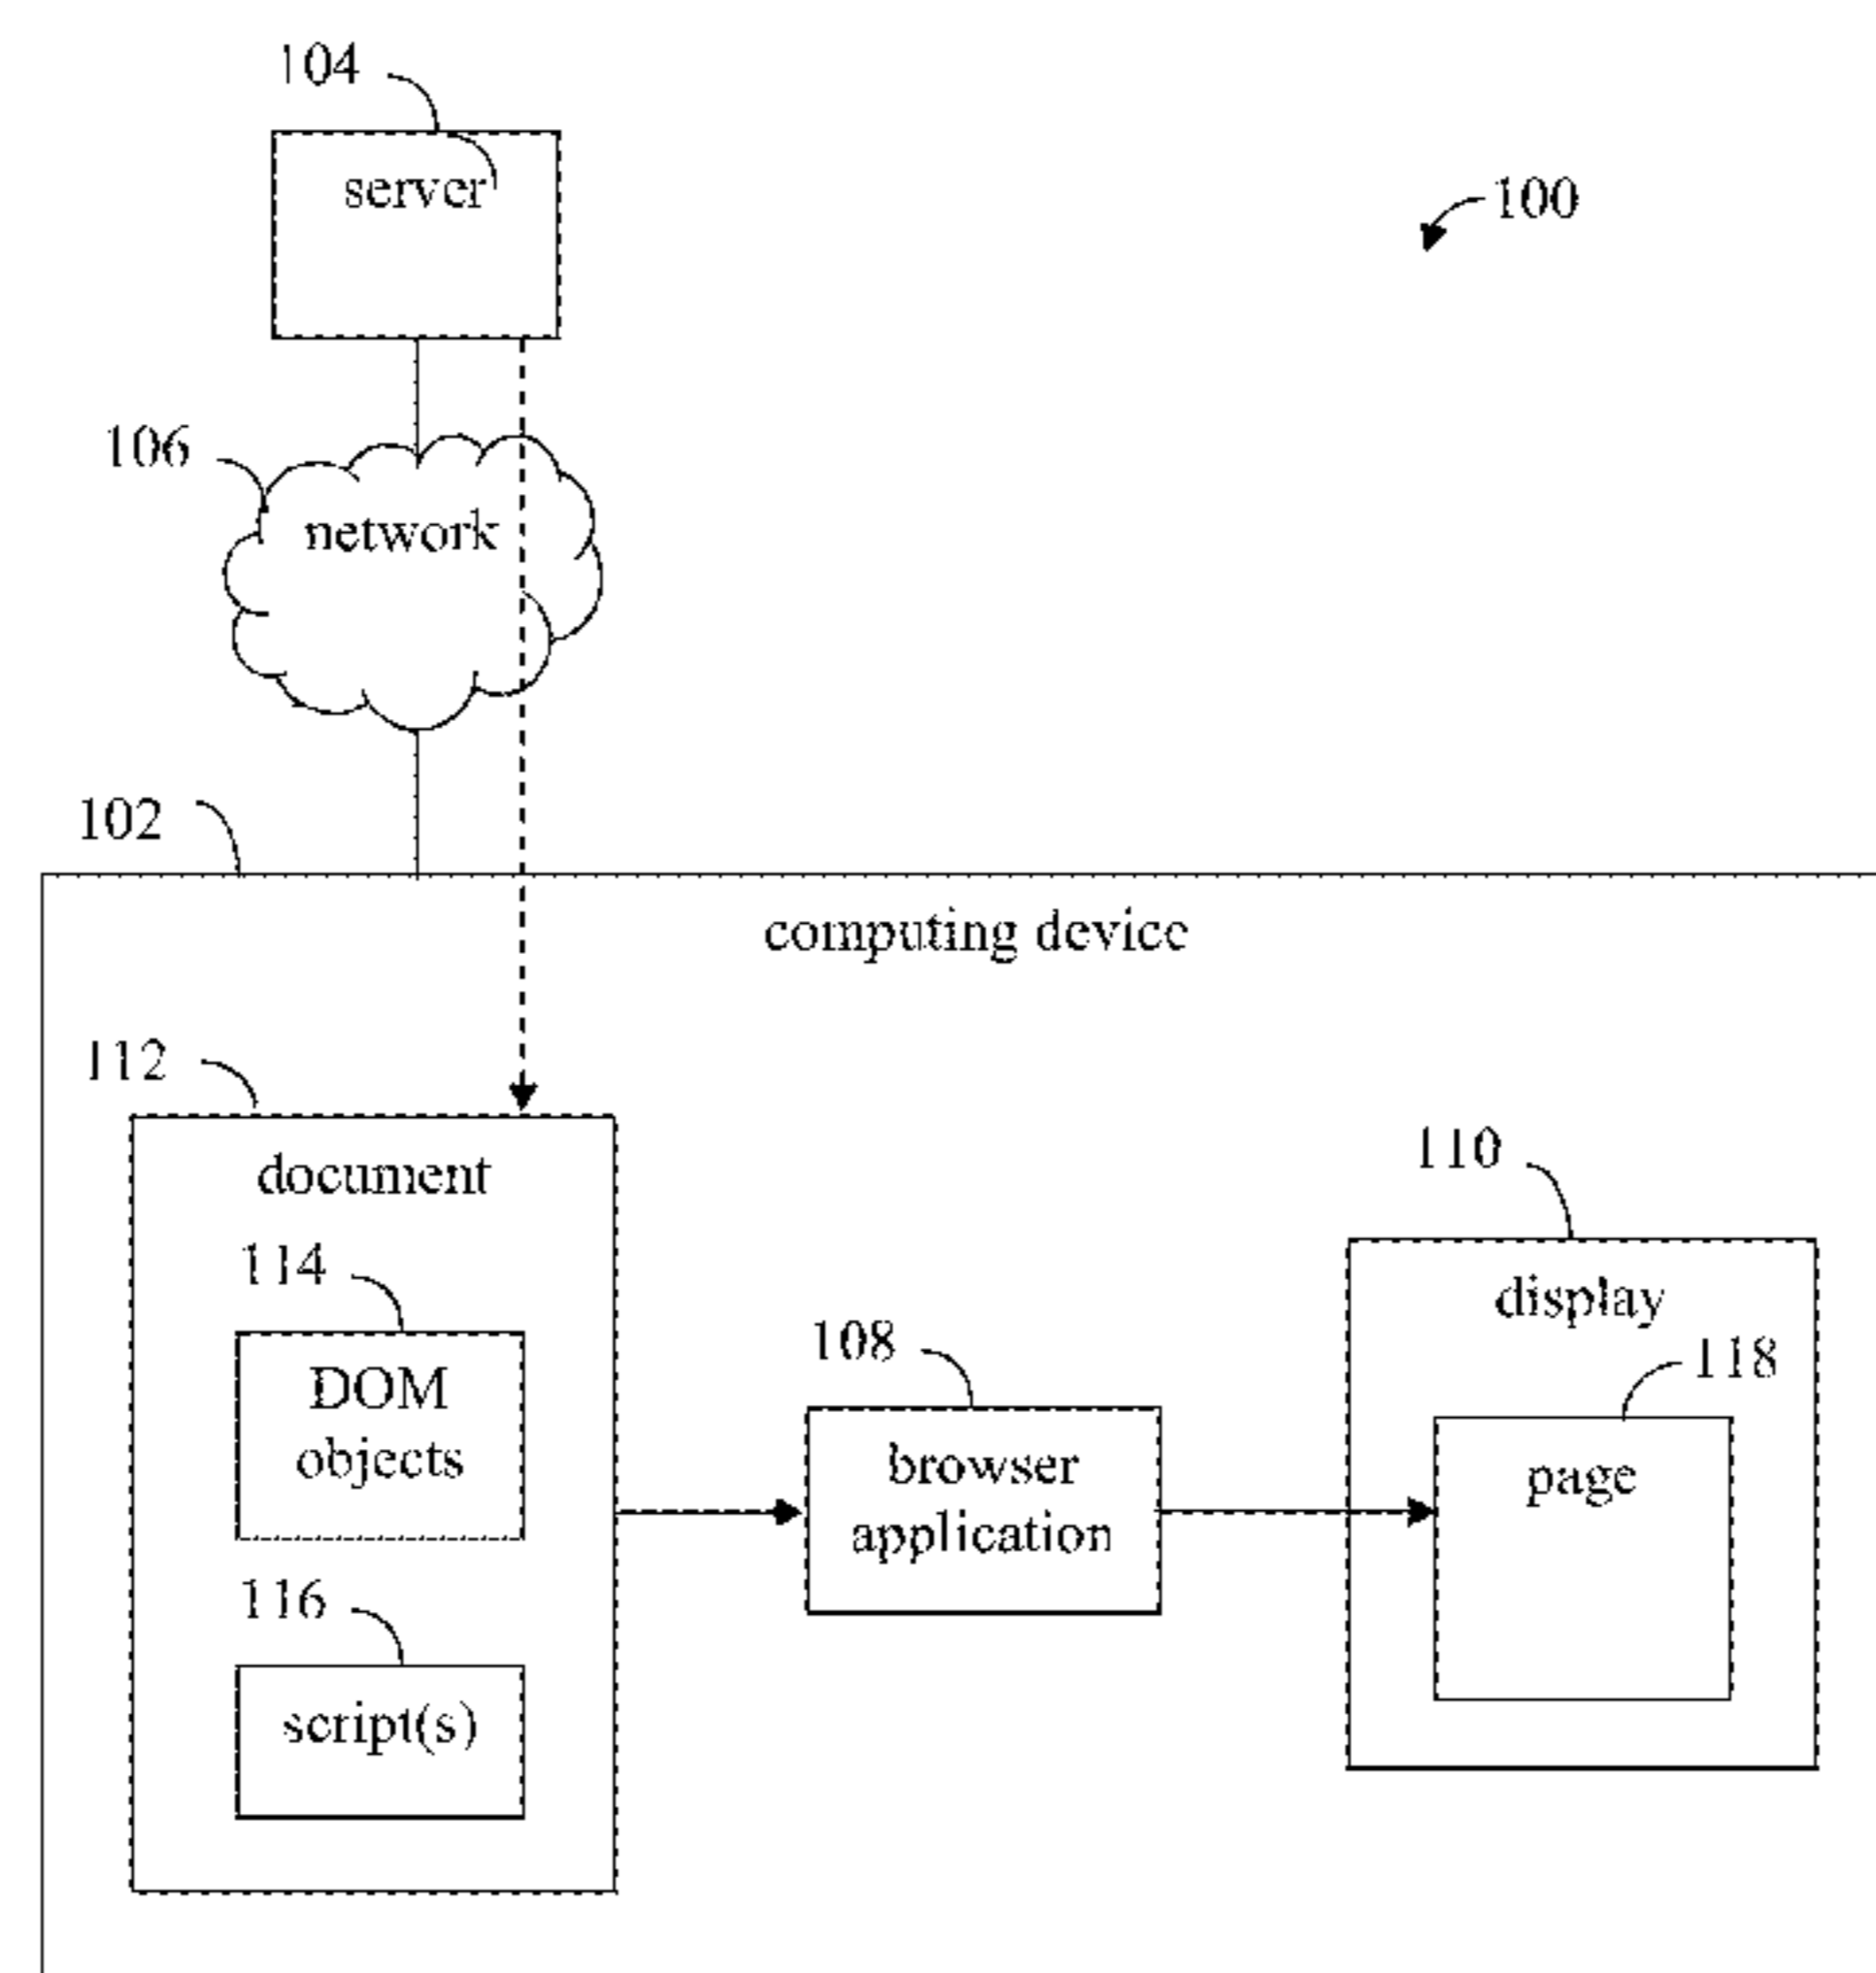 104
server
100
106
network
102
computing device
112
document
110
114
display
108
118
DOM
objects
browser
application
page
116
script(s)